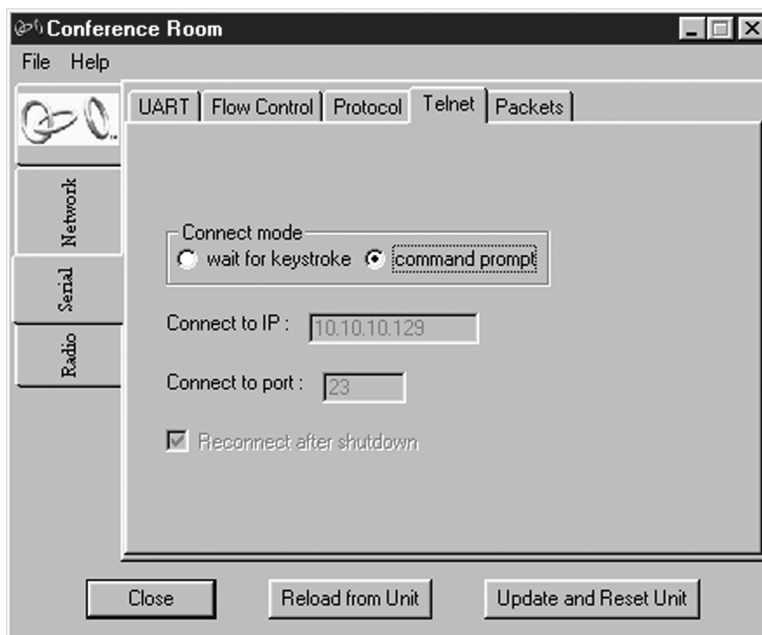 Conference Room
File Help
UART Flow Control Protocol Telnet Packets
Network
Serial
Radio
Connect mode
wait for keystroke command prompt
Connect to IP : 10.10.10.129
Connect to port : 23
Reconnect after shutdown
Close Reload from Unit Update and Reset Unit